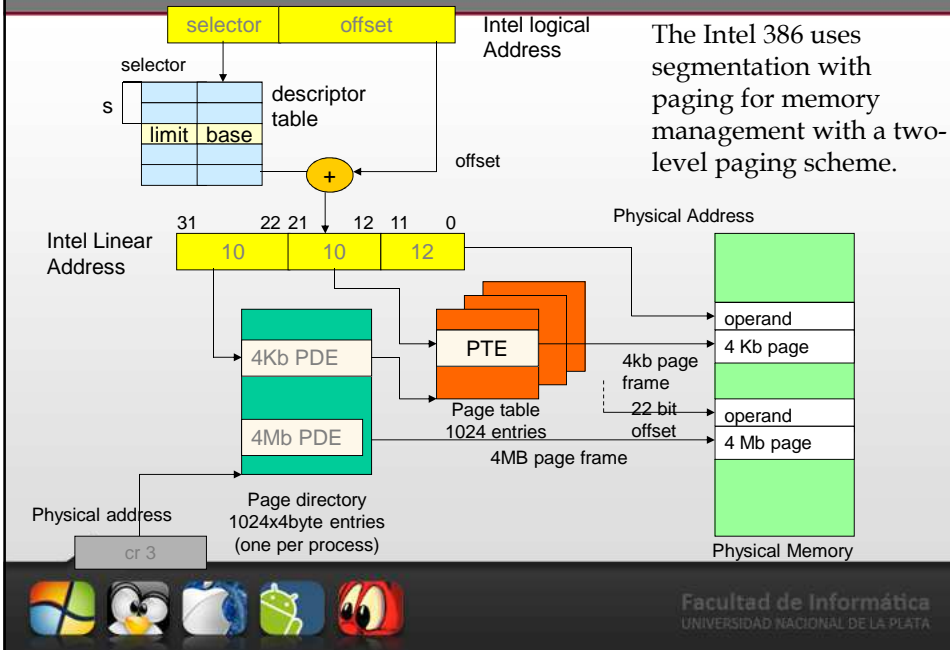 selector
offset
Intel logical
Address
The Intel 386 uses
segmentation with
paging for memory
management with a two-
level paging scheme.
selector
s
descriptor
table
limit
base
offset
+
Physical Address
Intel Linear
Address
31
22
21
12
11
0
10
10
12
operand
4 Kb page
4Kb PDE
PTE
4kb page
frame
Page table
1024 entries
22 bit
offset
operand
4 Mb page
4Mb PDE
4MB page frame
Page directory
1024x4byte entries
(one per process)
Physical address
cr 3
Physical Memory
Facultad de Informática
UNIVERSIDAD NACIONAL DE LA PLATA